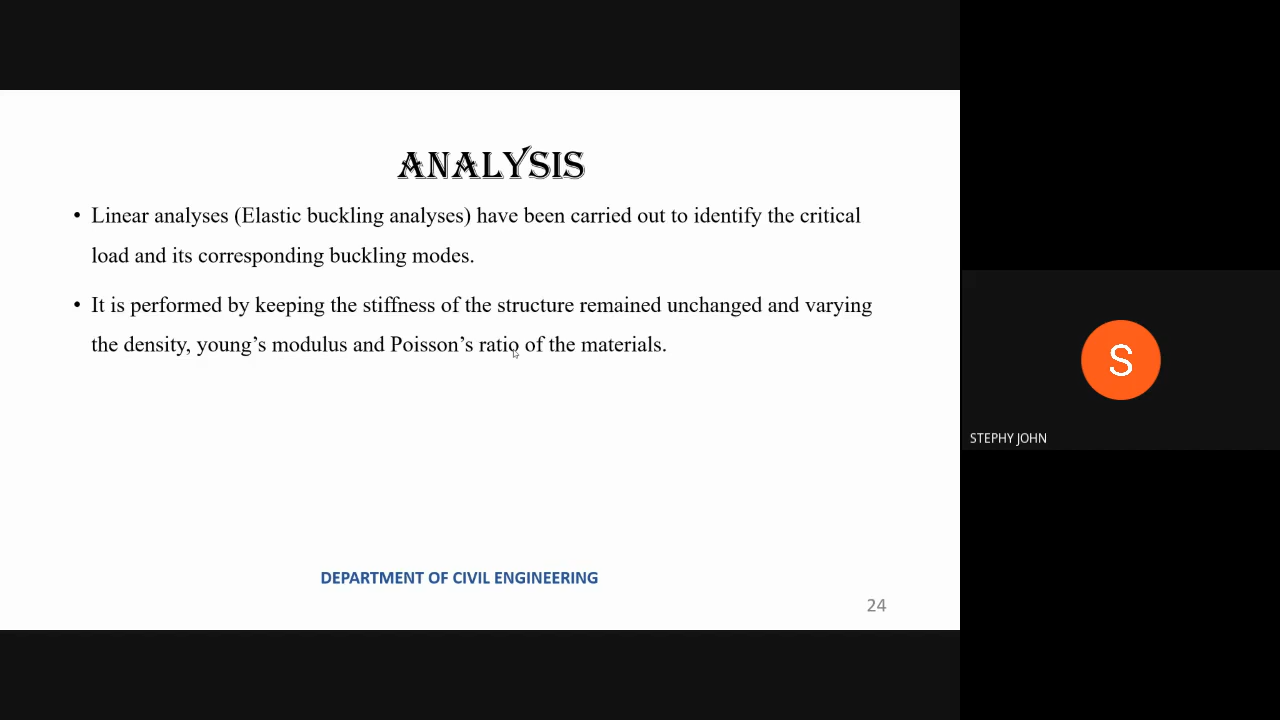 ANALYSIS
• Linear analyses (Elastic buckling analyses) have been carried out to identify the critical
load and its corresponding buckling modes.
• It is performed by keeping the stiffness of the structure remained unchanged and varying
the density, young’s modulus and Poisson’s ratio of the materials.
DEPARTMENT OF CIVIL ENGINEERING
24
S
STEPHY JOHN